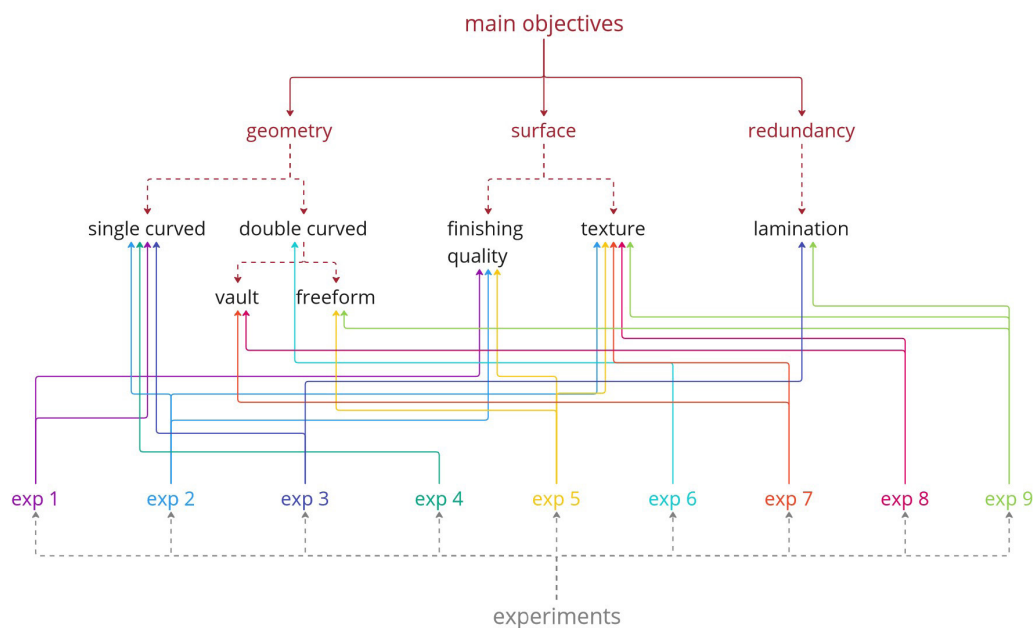 main objectives
geometry
surface
redundancy
single curved
double curved
finishing
quality
texture
lamination
vault
freeform
exp 1
exp 2
exp 3
exp 4
exp 5
exp 6
exp 7
exp 8
exp 9
experiments